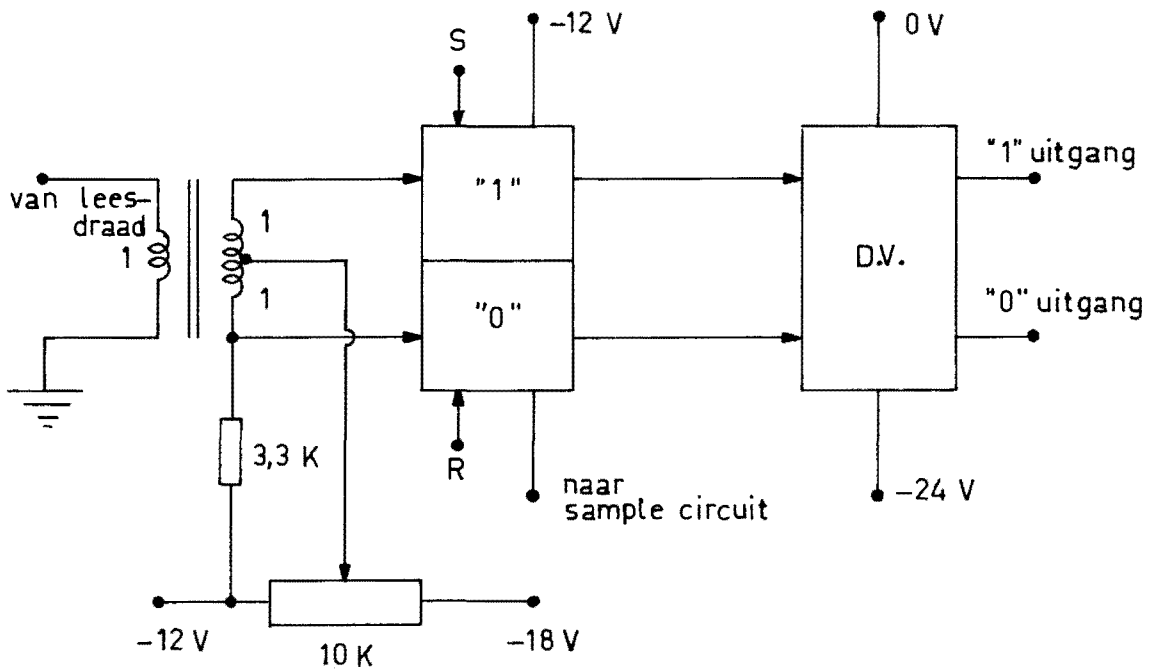 S
–12 V
0 V
"1"
"1" uitgang
van lees-
draad
1
1
1
D.V.
"0"
"0" uitgang
3,3 K
R
naar
sample circuit
–24 V
–12 V
10 K
–18 V